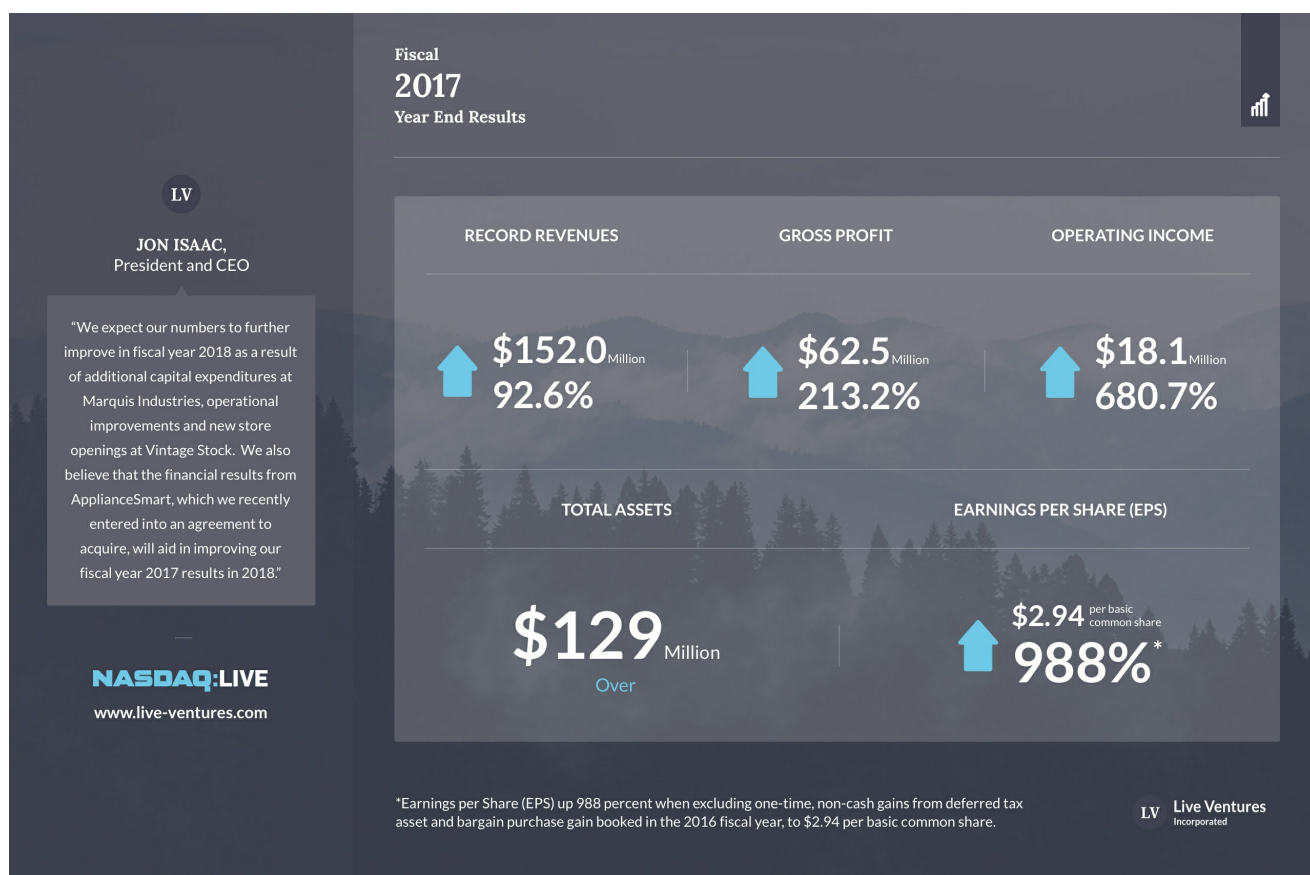 LV
JON ISAAC,
President and CEO
“We expect our numbers to further
improve in fiscal year 2018 as a result
of additional capital expenditures at
Marquis Industries, operational
improvements and new store
openings at Vintage Stock.  We also
believe that the financial results from
ApplianceSmart, which we recently
entered into an agreement to
acquire, will aid in improving our
fiscal year 2017 results in 2018.”
NASDAQ:LIVE
www.live-ventures.com
Fiscal
2017
Year End Results
RECORD REVENUES
$152.0 Million
92.6%
GROSS PROFIT
$62.5 Million
213.2%
OPERATING INCOME
$18.1 Million
680.7%
TOTAL ASSETS
$129 Million
Over
EARNINGS PER SHARE (EPS)
$2.94 per basic
common share
988%*
*Earnings per Share (EPS) up 988 percent when excluding one-time, non-cash gains from deferred tax
asset and bargain purchase gain booked in the 2016 fiscal year, to $2.94 per basic common share.
LV Live Ventures
Incorporated